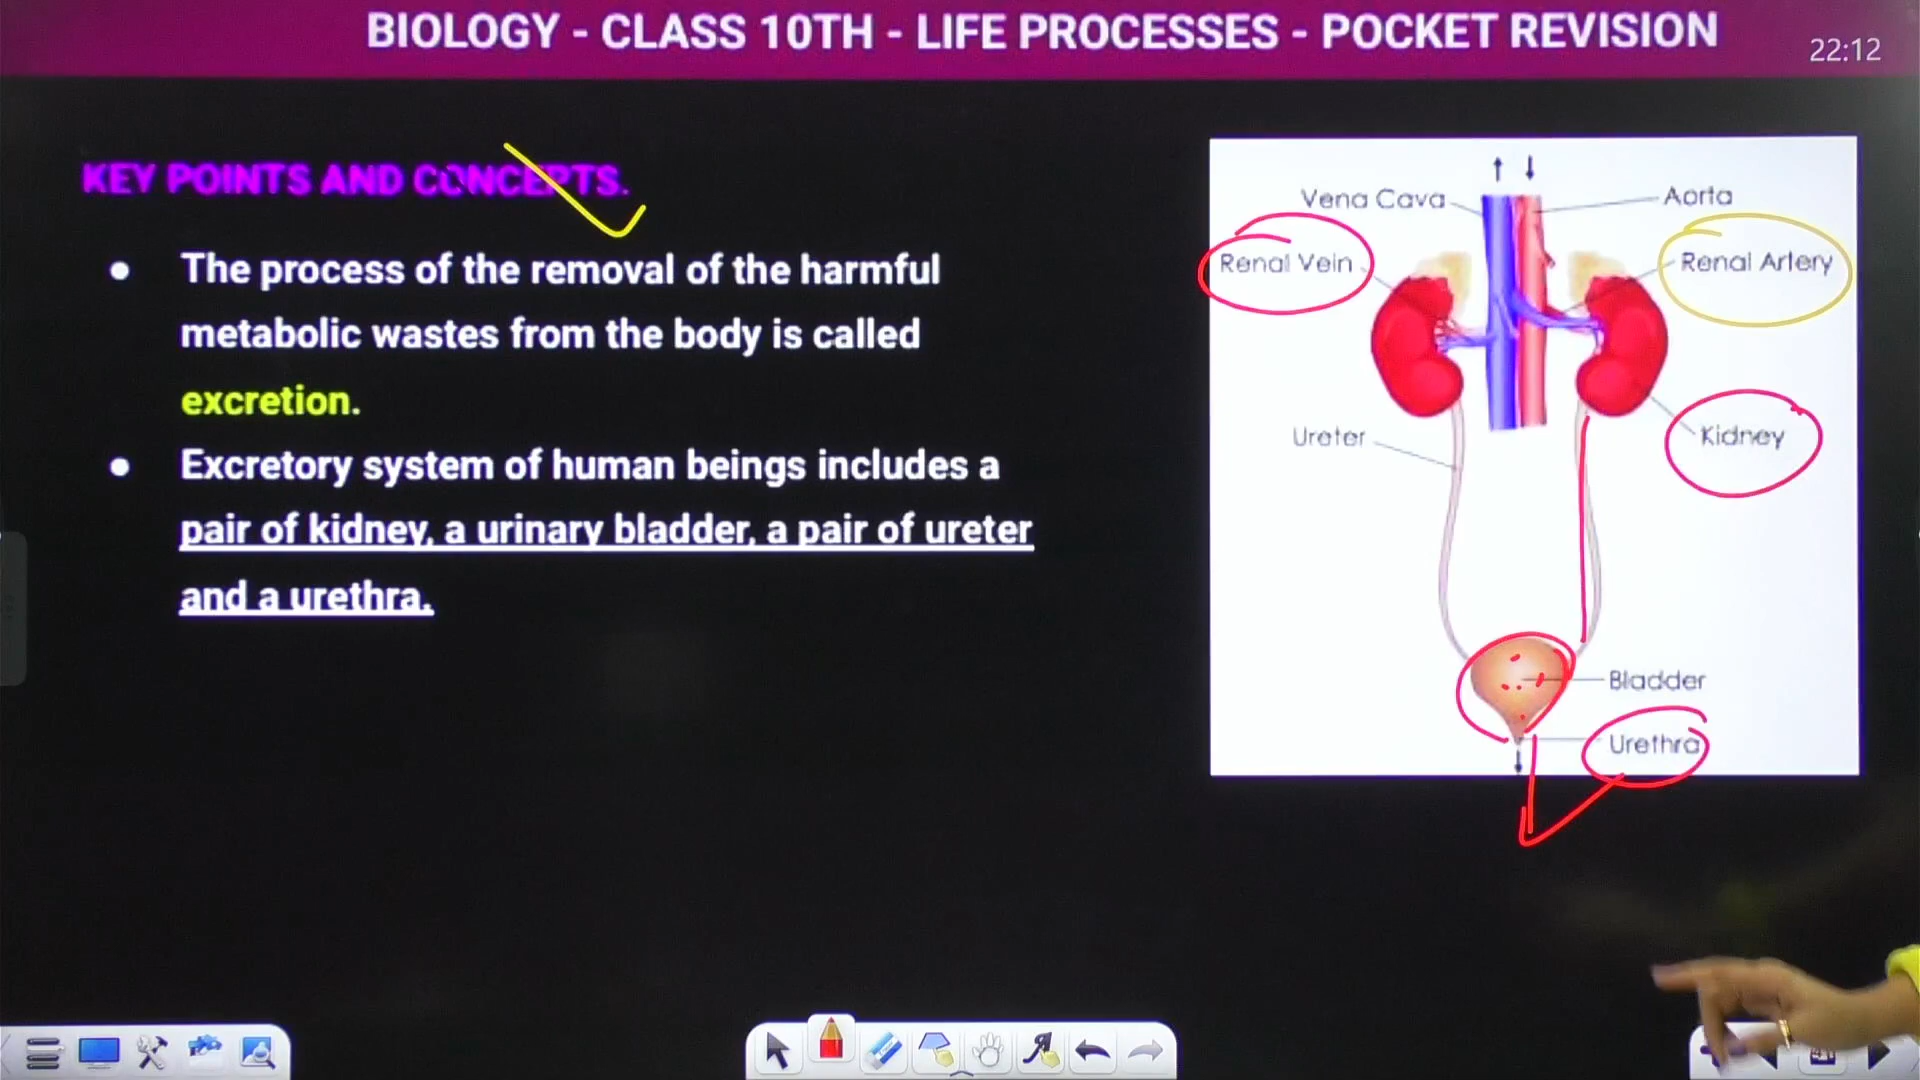 BIOLOGY - CLASS 10TH - LIFE PROCESSES - POCKET REVISION
22:12
KEY POINTS AND CONCEPTS.
● The process of the removal of the harmful
metabolic wastes from the body is called
excretion.
● Excretory system of human beings includes a
pair of kidney, a urinary bladder, a pair of ureter
and a urethra.
Vena Cava
Aorta
Renal Vein
Renal Artery
Ureter
Kidney
Bladder
Urethra